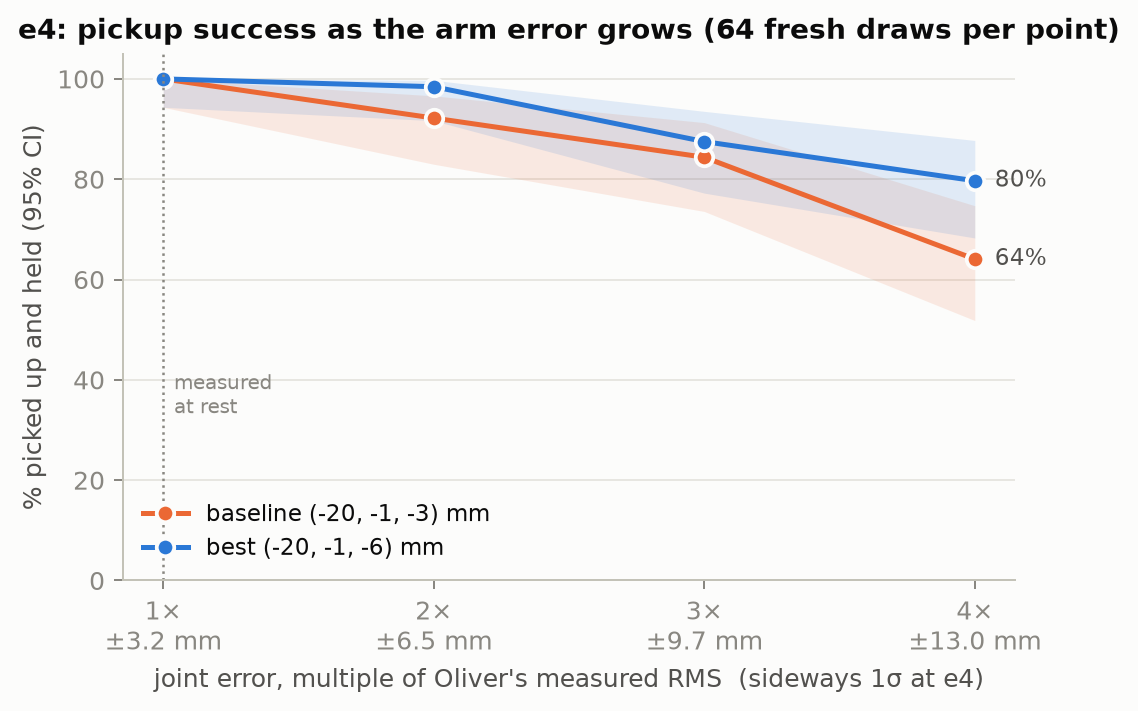 e4: pickup success as the arm error grows (64 fresh draws per point)
% picked up and held (95% CI)
100
80
60
40
20
0
80%
64%
measured
at rest
baseline (-20, -1, -3) mm
best (-20, -1, -6) mm
1× 2× 3× 4×
±3.2 mm ±6.5 mm ±9.7 mm ±13.0 mm
joint error, multiple of Oliver's measured RMS  (sideways 1σ at e4)